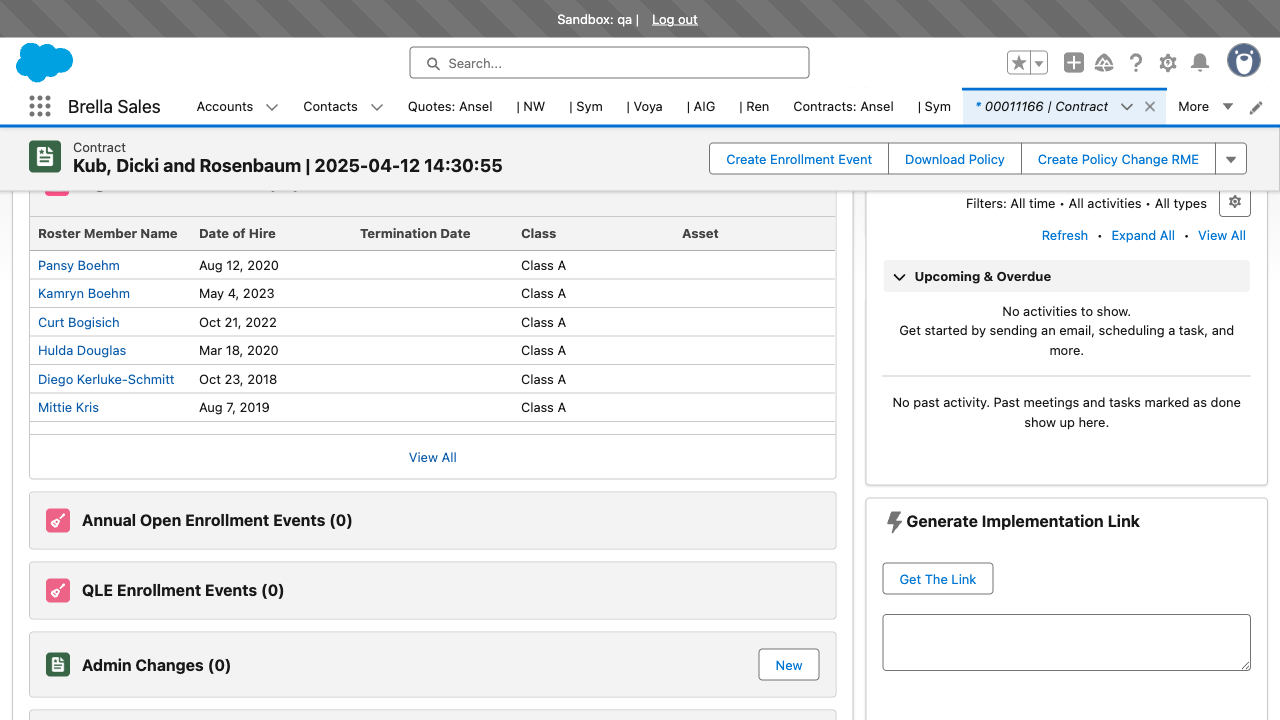 Sandbox: qa | Log out
Search...
Brella Sales
Accounts
Contacts
Quotes: Ansel
| NW
| Sym
| Voya
| AIG
| Ren
Contracts: Ansel
| Sym
* 00011166 | Contract
More
Contract
Kub, Dicki and Rosenbaum | 2025-04-12 14:30:55
Create Enrollment Event
Download Policy
Create Policy Change RME
Roster Member Name Date of Hire Termination Date Class Asset
Pansy Boehm Aug 12, 2020 Class A
Kamryn Boehm May 4, 2023 Class A
Curt Bogisich Oct 21, 2022 Class A
Hulda Douglas Mar 18, 2020 Class A
Diego Kerluke-Schmitt Oct 23, 2018 Class A
Mittie Kris Aug 7, 2019 Class A
View All
Annual Open Enrollment Events (0)
QLE Enrollment Events (0)
Admin Changes (0)
New
Filters: All time • All activities • All types
Refresh • Expand All • View All
Upcoming & Overdue
No activities to show.
Get started by sending an email, scheduling a task, and
more.
No past activity. Past meetings and tasks marked as done
show up here.
Generate Implementation Link
Get The Link